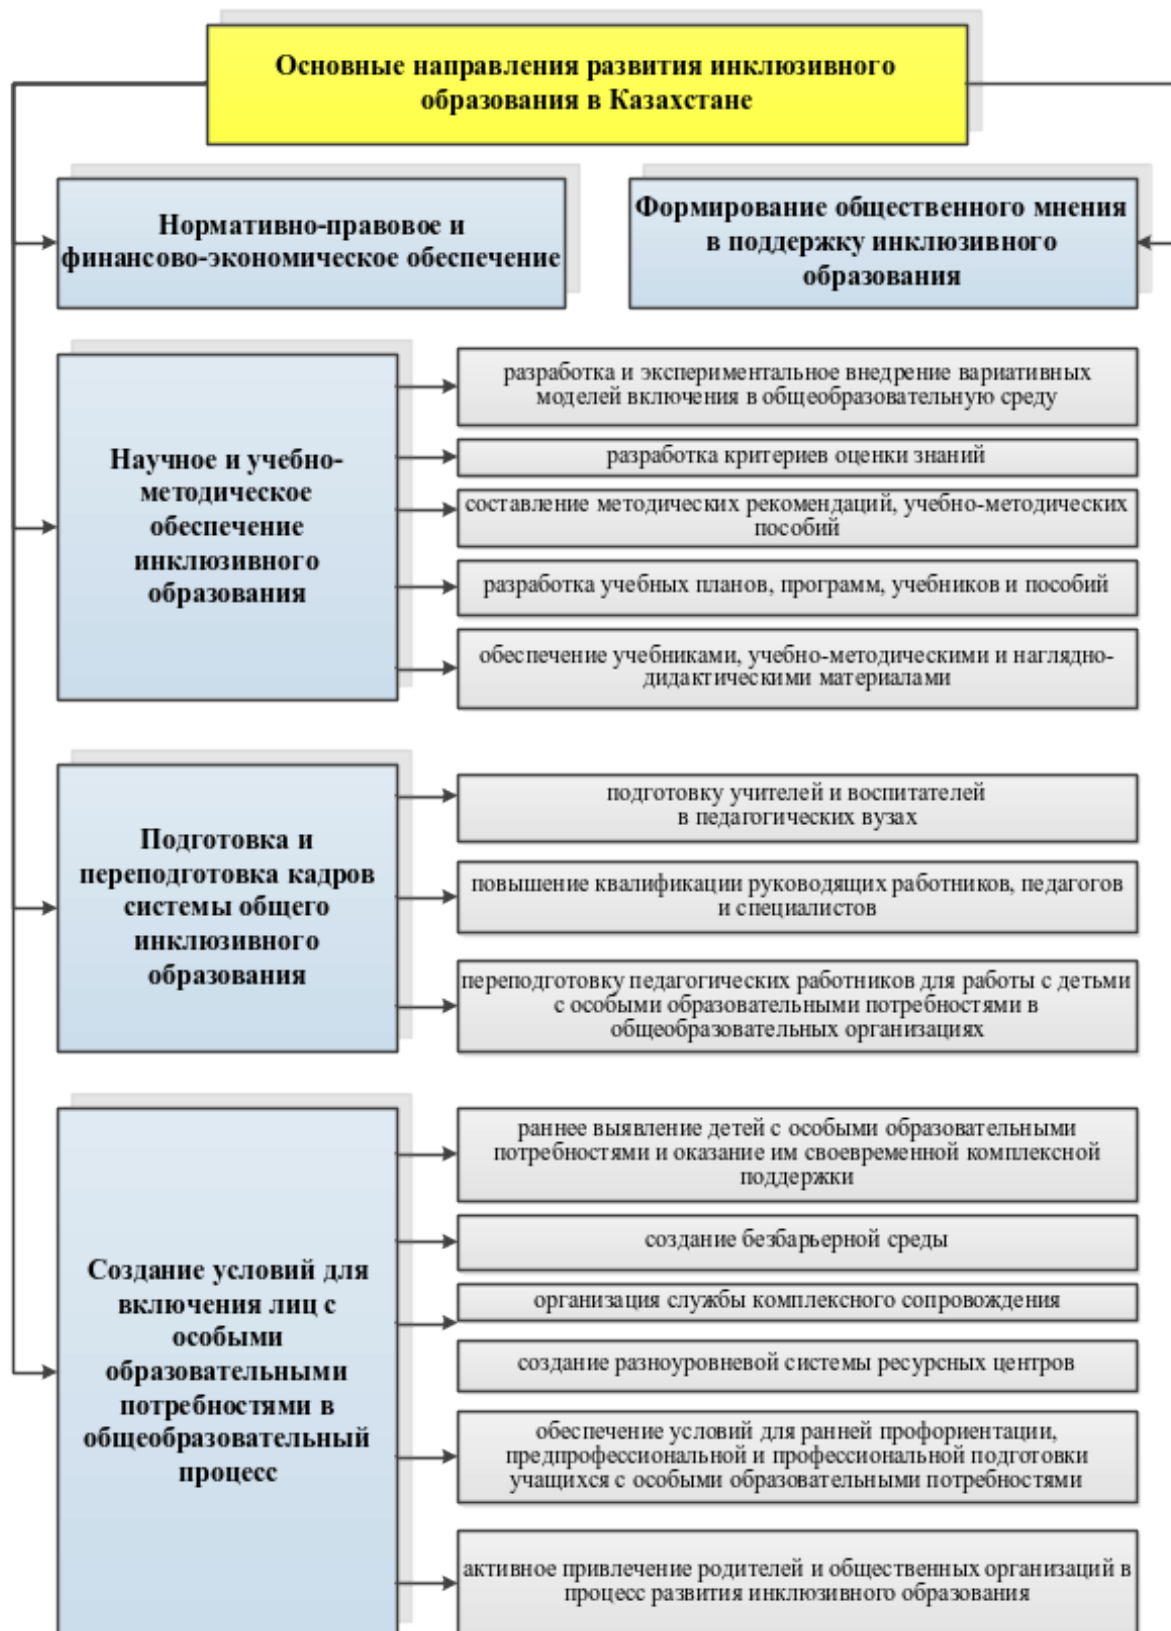 Основные направления развития инклюзивного
образования в Казахстане
Нормативно-правовое и
финансово-экономическое обеспечение
Формирование общественного мнения
в поддержку инклюзивного
образования
Научное и учебно-
методическое
обеспечение
инклюзивного
образования
разработка и экспериментальное внедрение вариативных
моделей включения в общеобразовательную среду
разработка критериев оценки знаний
составление методических рекомендаций, учебно-методических
пособий
разработка учебных планов, программ, учебников и пособий
обеспечение учебниками, учебно-методическими и наглядно-
дидактическими материалами
Подготовка и
переподготовка кадров
системы общего
инклюзивного
образования
подготовку учителей и воспитателей
в педагогических вузах
повышение квалификации руководящих работников, педагогов
и специалистов
переподготовку педагогических работников для работы с детьми
с особыми образовательными потребностями в
общеобразовательных организациях
Создание условий для
включения лиц с
особыми
образовательными
потребностями в
общеобразовательный
процесс
раннее выявление детей с особыми образовательными
потребностями и оказание им своевременной комплексной
поддержки
создание безбарьерной среды
организация службы комплексного сопровождения
создание разноуровневой системы ресурсных центров
обеспечение условий для ранней профориентации,
предпрофессиональной и профессиональной подготовки
учащихся с особыми образовательными потребностями
активное привлечение родителей и общественных организаций в
процесс развития инклюзивного образования